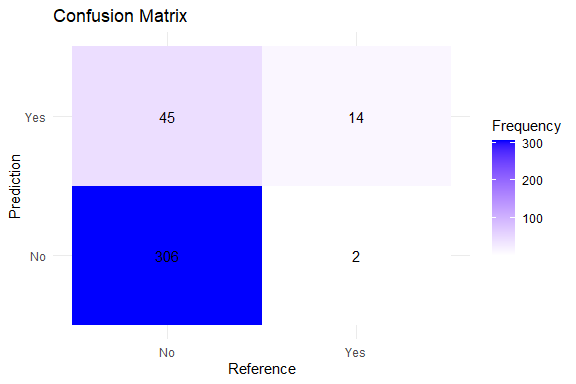 Confusion Matrix
Yes
45
14
No
306
2
No
Yes
Reference
Prediction
Frequency
300
200
100